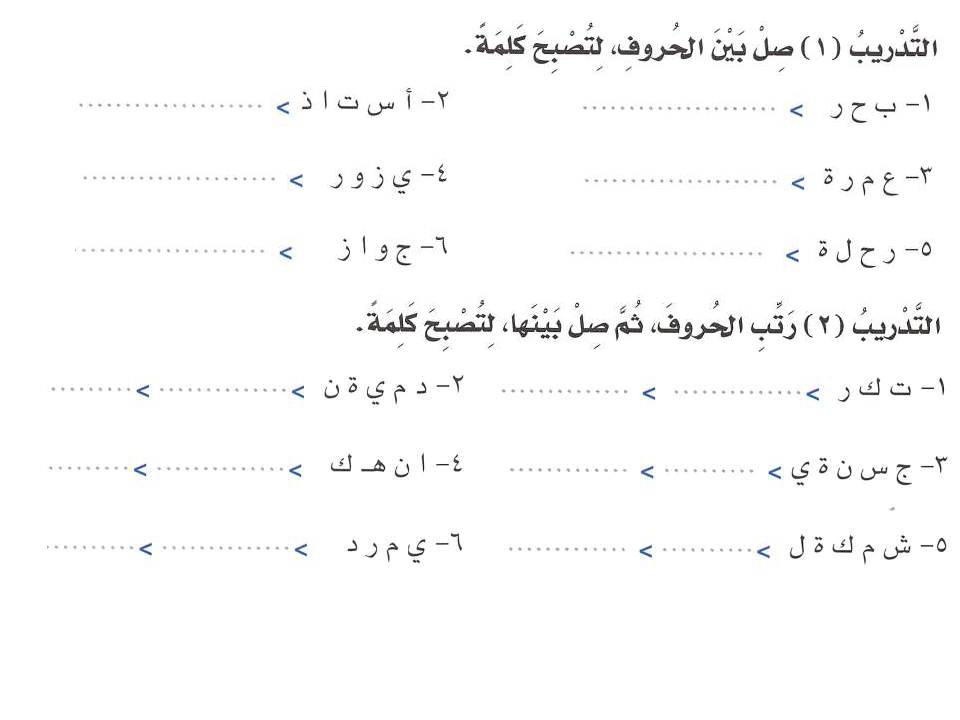 التَّدْريبُ (١) صِلْ بَيْنَ الحُروفِ، لِتُصْبِحَ كَلِمَةً.
١- ب ح ر > .................... ٢- أ س ت ا ذ > ...................
٣- ع م ر ة > .................... ٤- ي ز و ر > ....................
٥- ر ح ل ة > .................... ٦- ج و ا ز > ....................
التَّدْريبُ (٢) رَتِّبِ الحُروفَ، ثُمَّ صِلْ بَيْنَها، لِتُصْبِحَ كَلِمَةً.
١- ت ك ر > .............. > .............. ٢- د م ي ة ن > .............. > .........
٣- ج س ن ة ي > .......... > ............. ٤- ا ن هـ ك > .............. > .........
٥- ش م ك ة ل > .......... > ............. ٦- ي م ر د > .............. > ..........